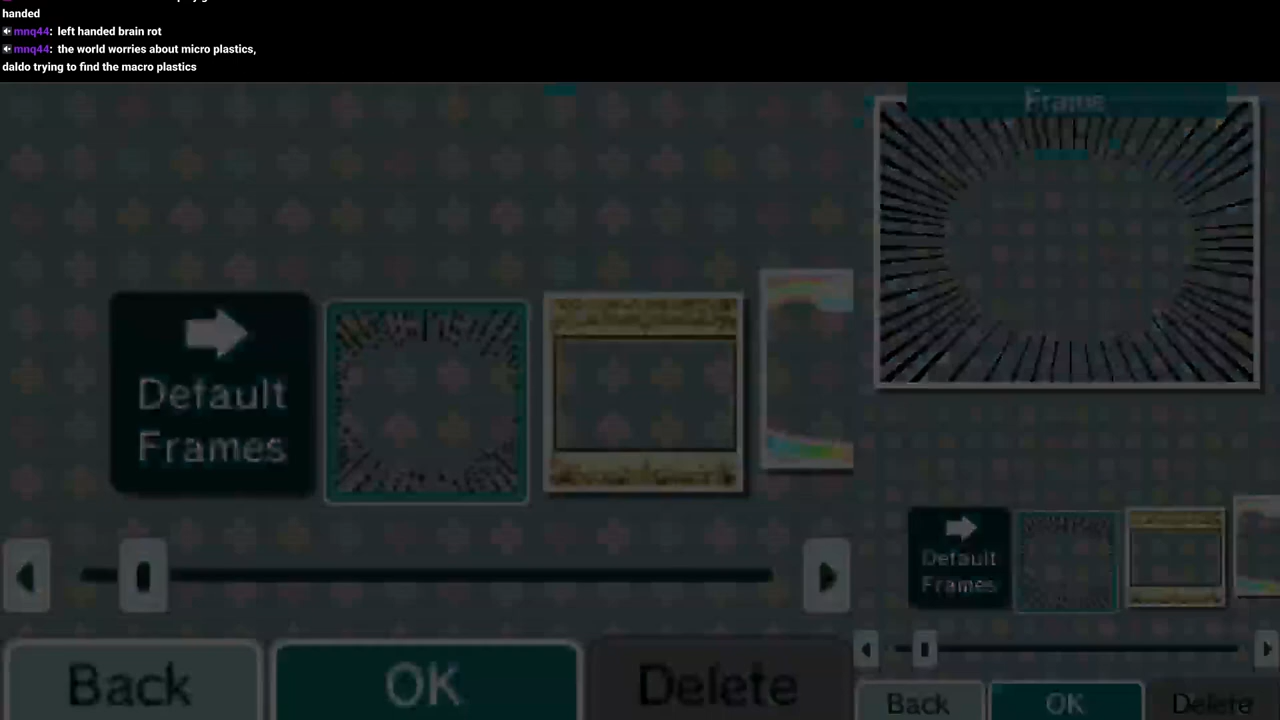 handed
mnq44: left handed brain rot
mnq44: the world worries about micro plastics,
daldo trying to find the macro plastics
Frame
Default
Frames
Default
Frames
Back
OK
Delete
Back
OK
Delete